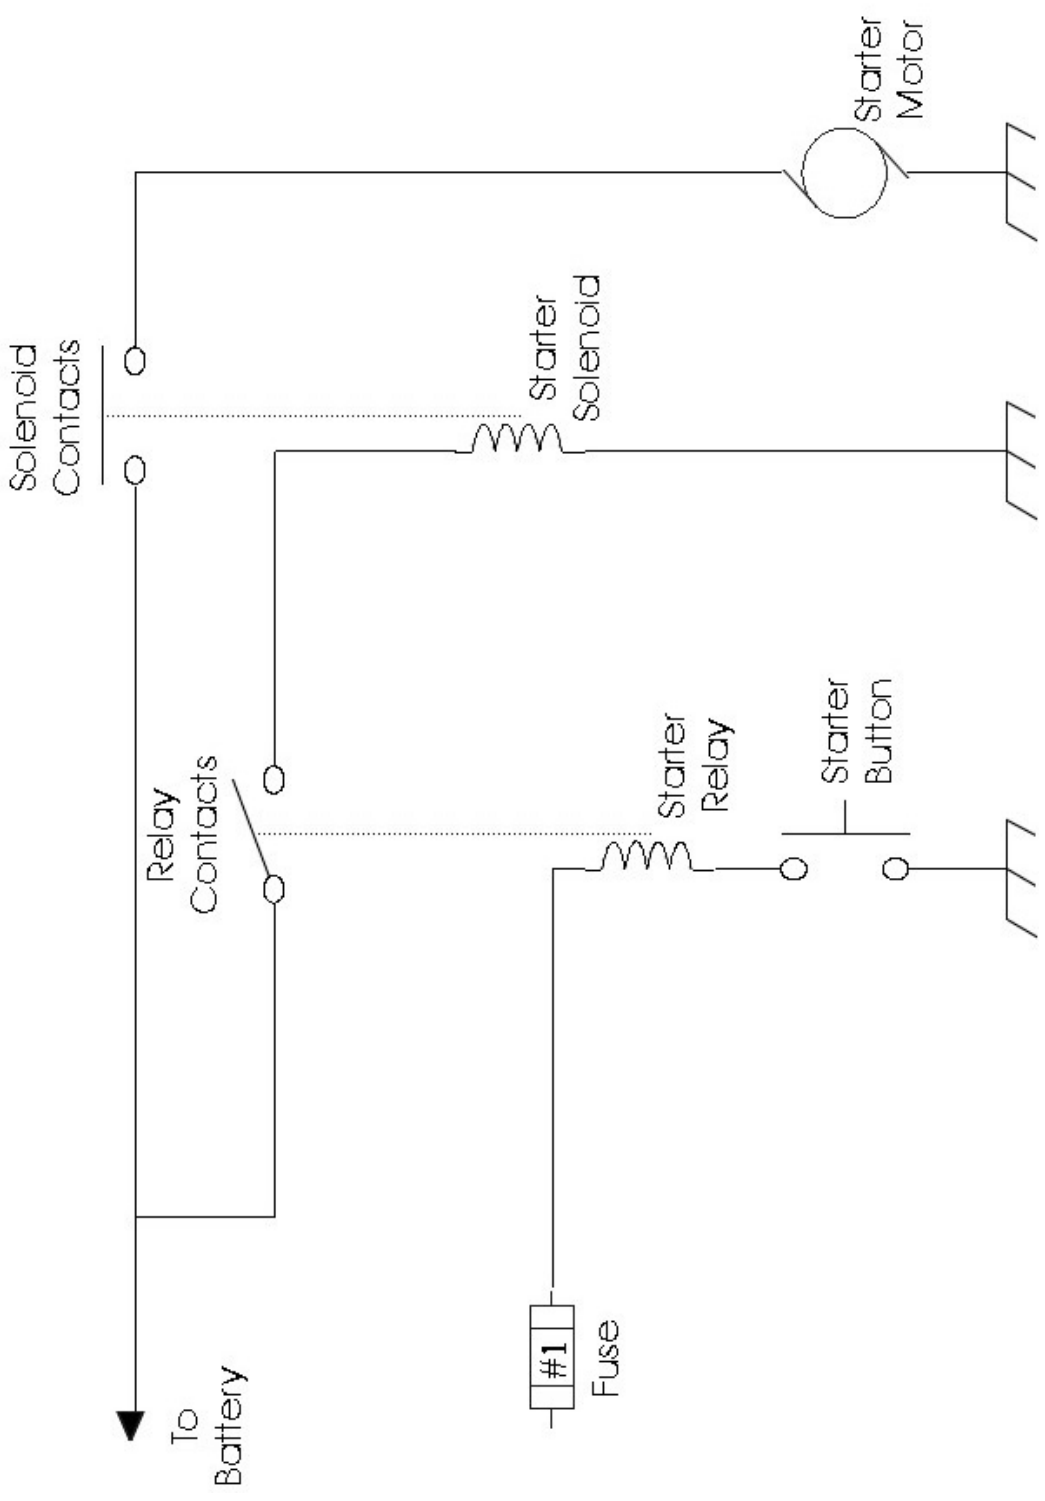 Solenoid
Contacts
Starter
Motor
Starter
Solenoid
Relay
Contacts
Starter
Relay
Starter
Button
To
Battery
#1
Fuse